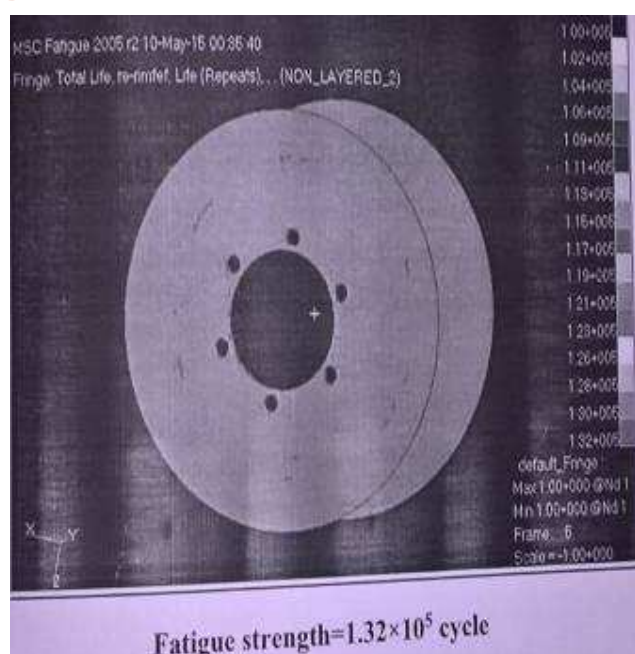 MSC Fatigue 2005 r2 10-May-15 00:35:40
Fringe: Total Life, re-rimfef, Life (Repeats), . . (NON_LAYERED_2)
1.00+000
1.02+005
1.04+005
1.06+005
1.09+005
1.11+005
1.13+005
1.15+005
1.17+005
1.19+005
1.21+005
1.23+005
1.26+005
1.28+005
1.30+005
1.32+005
default_Fringe :
Max 1.00+000 @Nd 1
Min 1.00+000 @Nd 1
Frame: 6
Scale = -1.00+000
X
Y
Z
Fatigue strength=1.32×10⁵ cycle